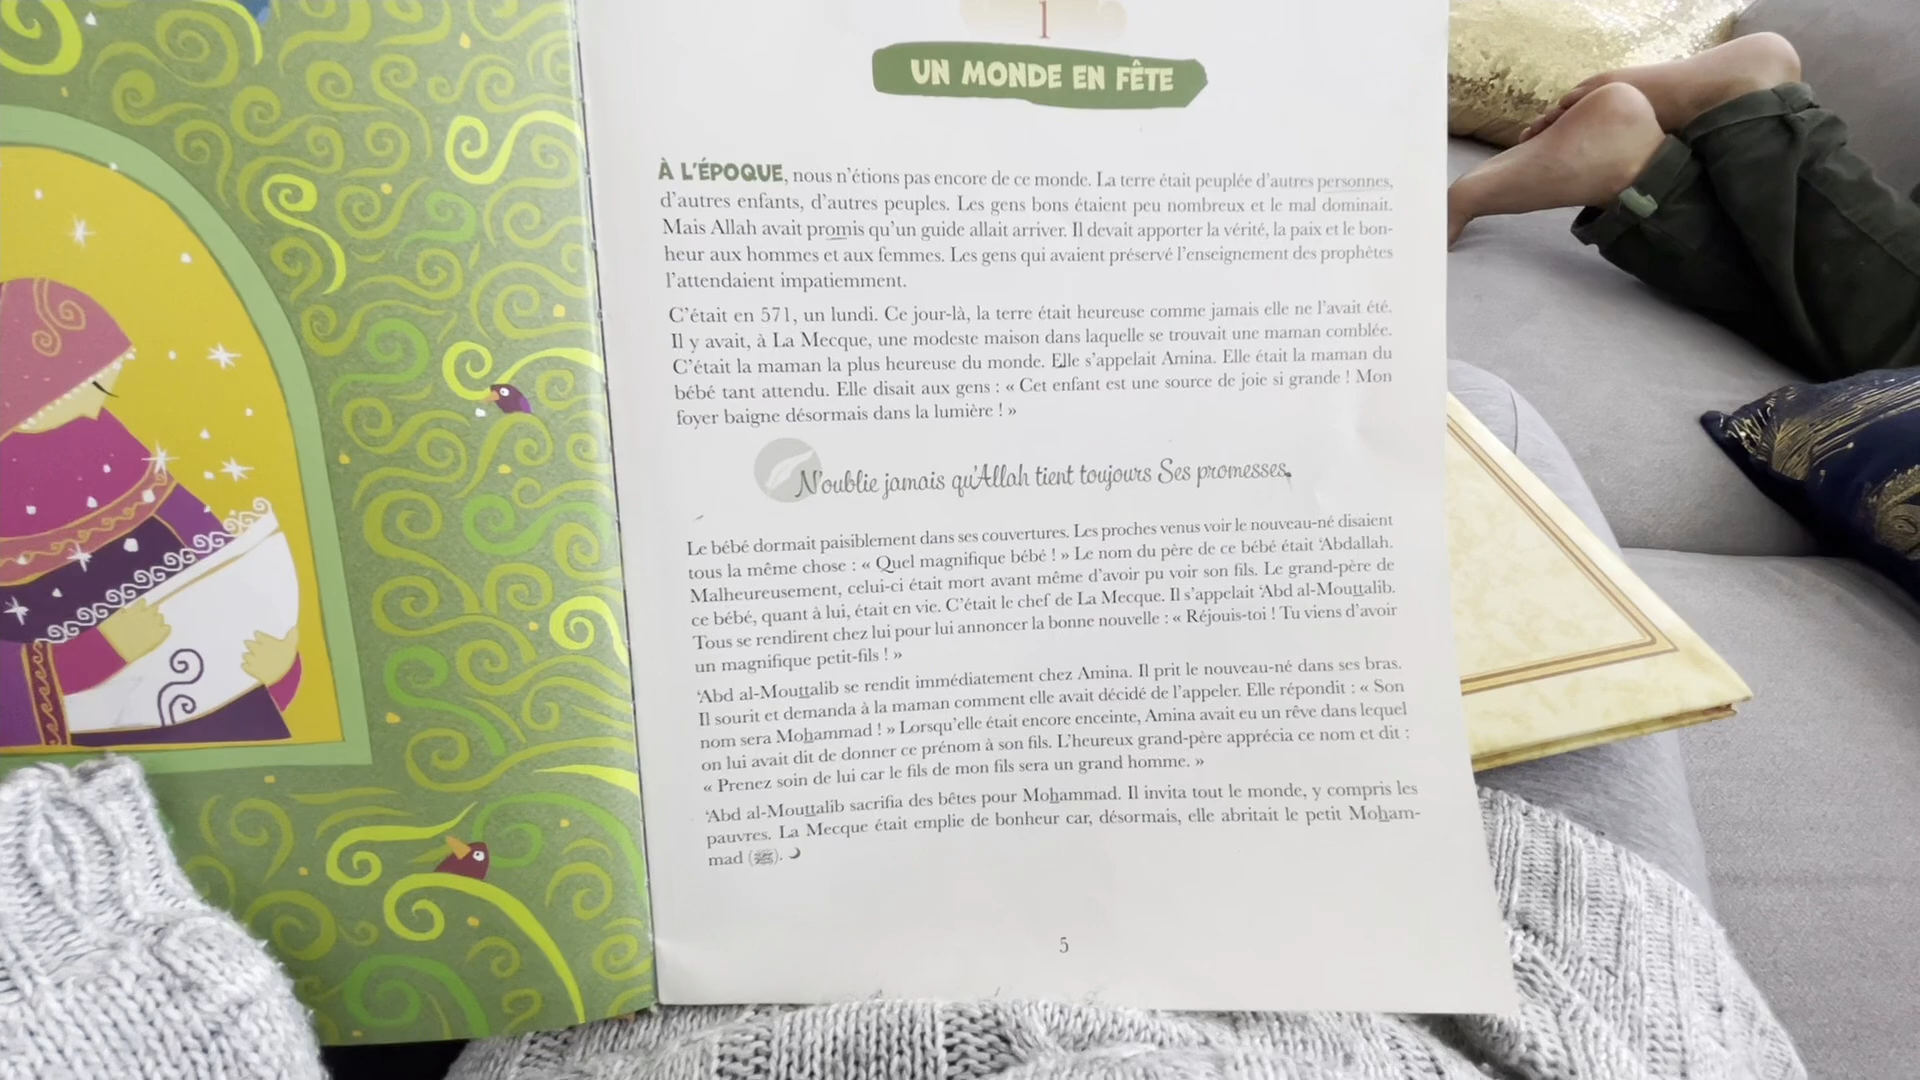 1
UN MONDE EN FÊTE
À L'ÉPOQUE, nous n'étions pas encore de ce monde. La terre était peuplée d'autres personnes,
d'autres enfants, d'autres peuples. Les gens bons étaient peu nombreux et le mal dominait.
Mais Allah avait promis qu'un guide allait arriver. Il devait apporter la vérité, la paix et le bon-
heur aux hommes et aux femmes. Les gens qui avaient préservé l'enseignement des prophètes
l'attendaient impatiemment.
C'était en 571, un lundi. Ce jour-là, la terre était heureuse comme jamais elle ne l'avait été.
Il y avait, à La Mecque, une modeste maison dans laquelle se trouvait une maman comblée.
C'était la maman la plus heureuse du monde. Elle s'appelait Amina. Elle était la maman du
bébé tant attendu. Elle disait aux gens : « Cet enfant est une source de joie si grande ! Mon
foyer baigne désormais dans la lumière ! »
N'oublie jamais qu'Allah tient toujours Ses promesses.
Le bébé dormait paisiblement dans ses couvertures. Les proches venus voir le nouveau-né disaient
tous la même chose : « Quel magnifique bébé ! » Le nom du père de ce bébé était ‘Abdallah.
Malheureusement, celui-ci était mort avant même d'avoir pu voir son fils. Le grand-père de
ce bébé, quant à lui, était en vie. C'était le chef de La Mecque. Il s'appelait ‘Abd al-Mouttalib.
Tous se rendirent chez lui pour lui annoncer la bonne nouvelle : « Réjouis-toi ! Tu viens d'avoir
un magnifique petit-fils ! »
‘Abd al-Mouttalib se rendit immédiatement chez Amina. Il prit le nouveau-né dans ses bras.
Il sourit et demanda à la maman comment elle avait décidé de l'appeler. Elle répondit : « Son
nom sera Mohammad ! » Lorsqu'elle était encore enceinte, Amina avait eu un rêve dans lequel
on lui avait dit de donner ce prénom à son fils. L'heureux grand-père apprécia ce nom et dit :
« Prenez soin de lui car le fils de mon fils sera un grand homme. »
‘Abd al-Mouttalib sacrifia des bêtes pour Mohammad. Il invita tout le monde, y compris les
pauvres. La Mecque était emplie de bonheur car, désormais, elle abritait le petit Moham-
mad (ﷺ).
5